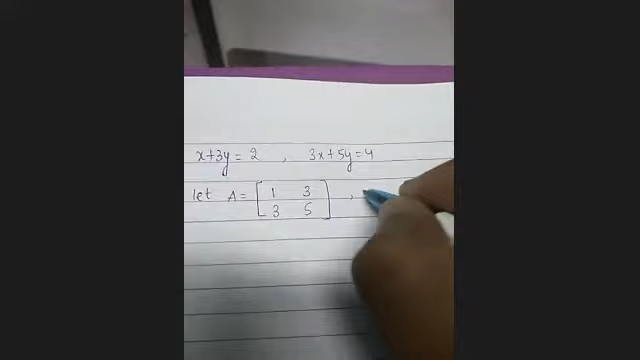 x+3y = 2 , 3x+5y=4
let A = [ 1 3
3 5 ] ,